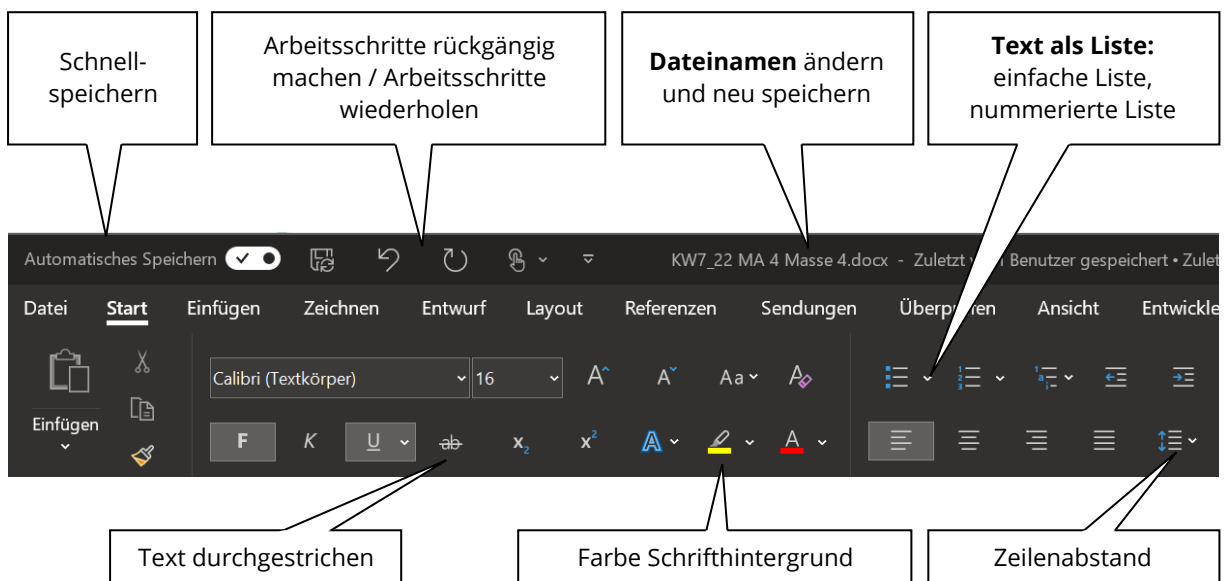 Schnell-
speichern
Arbeitsschritte rückgängig
machen / Arbeitsschritte
wiederholen
Dateinamen ändern
und neu speichern
Text als Liste:
einfache Liste,
nummerierte Liste
Automatisches Speichern
KW7_22 MA 4 Masse 4.docx - Zuletzt Benutzer gespeichert • Zulet
Datei Start Einfügen Zeichnen Entwurf Layout Referenzen Sendungen Überprüfen Ansicht Entwickle
Calibri (Textkörper) 16 A A Aa A
Einfügen
F K U ab x2 x2 A A
Text durchgestrichen
Farbe Schrifthintergrund
Zeilenabstand